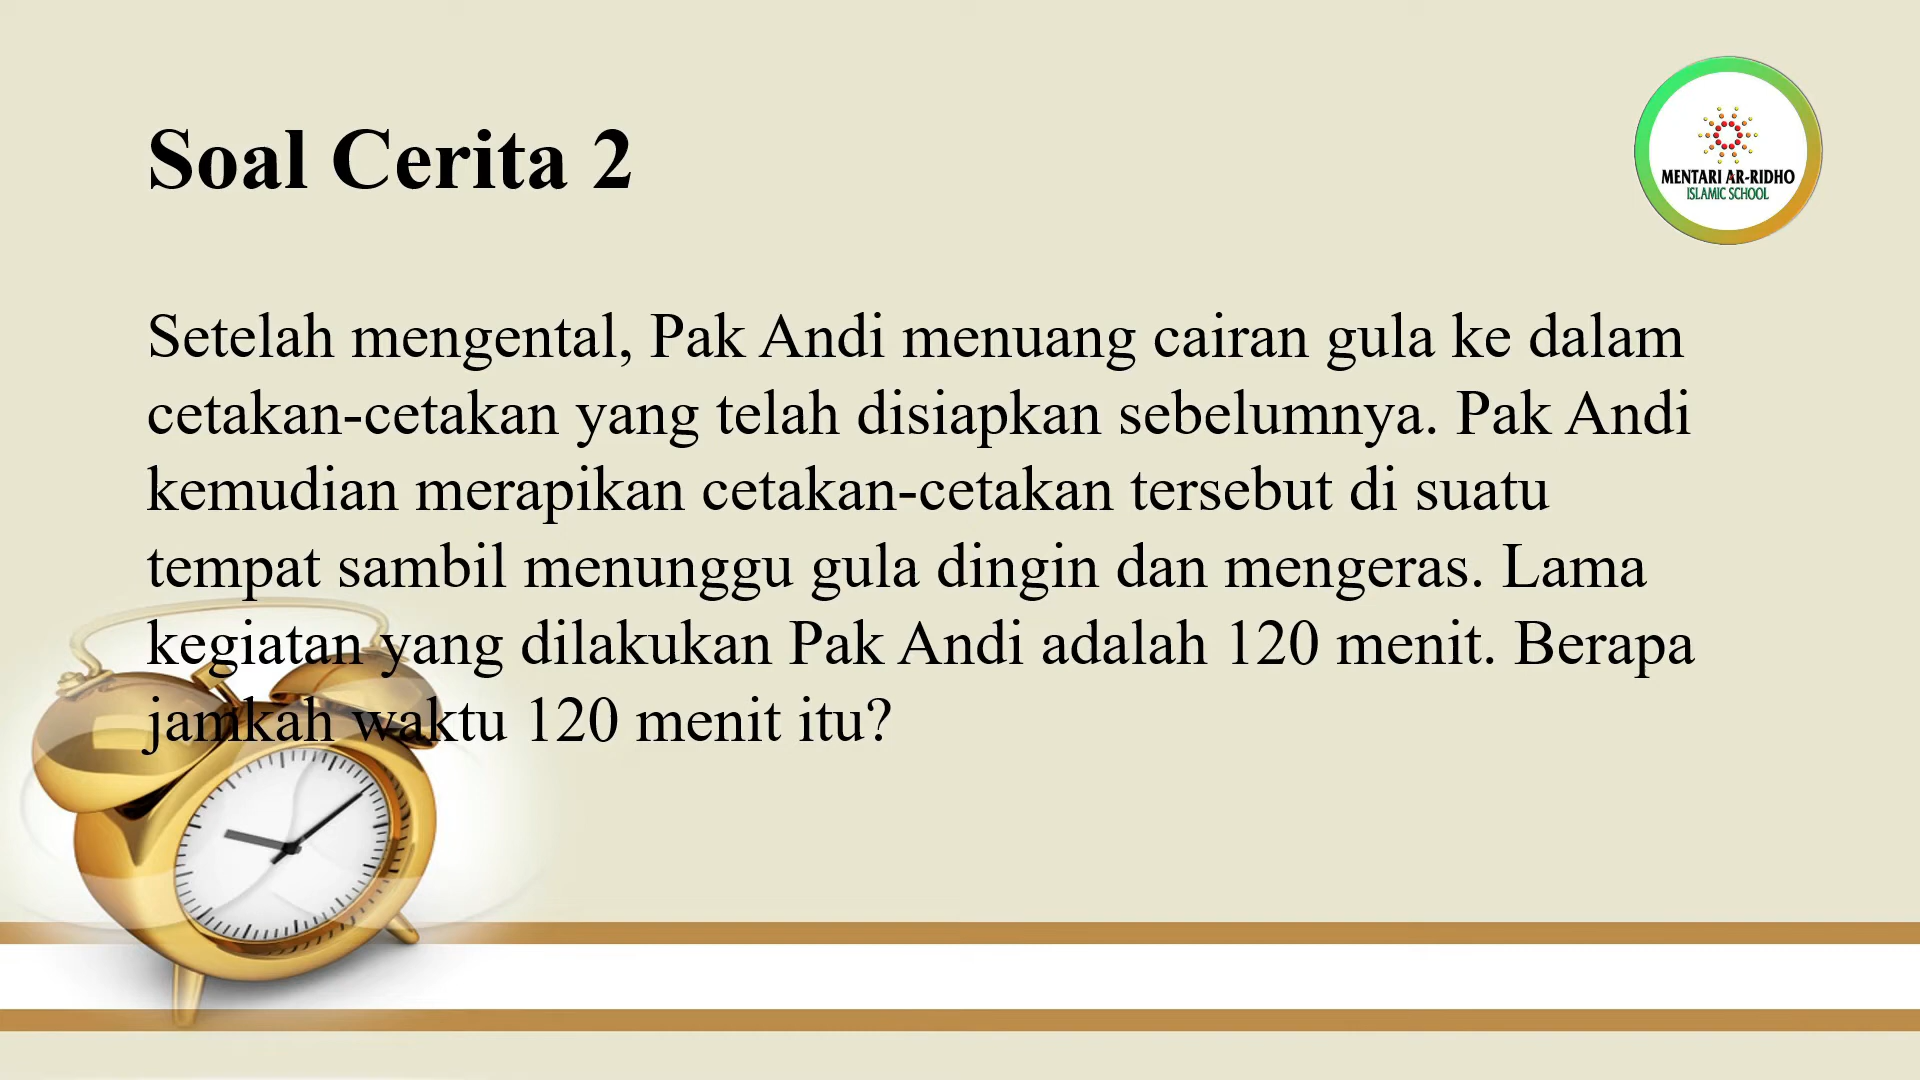 Soal Cerita 2
MENTARI AR-RIDHO
ISLAMIC SCHOOL
Setelah mengental, Pak Andi menuang cairan gula ke dalam
cetakan-cetakan yang telah disiapkan sebelumnya. Pak Andi
kemudian merapikan cetakan-cetakan tersebut di suatu
tempat sambil menunggu gula dingin dan mengeras. Lama
kegiatan yang dilakukan Pak Andi adalah 120 menit. Berapa
jamkah waktu 120 menit itu?